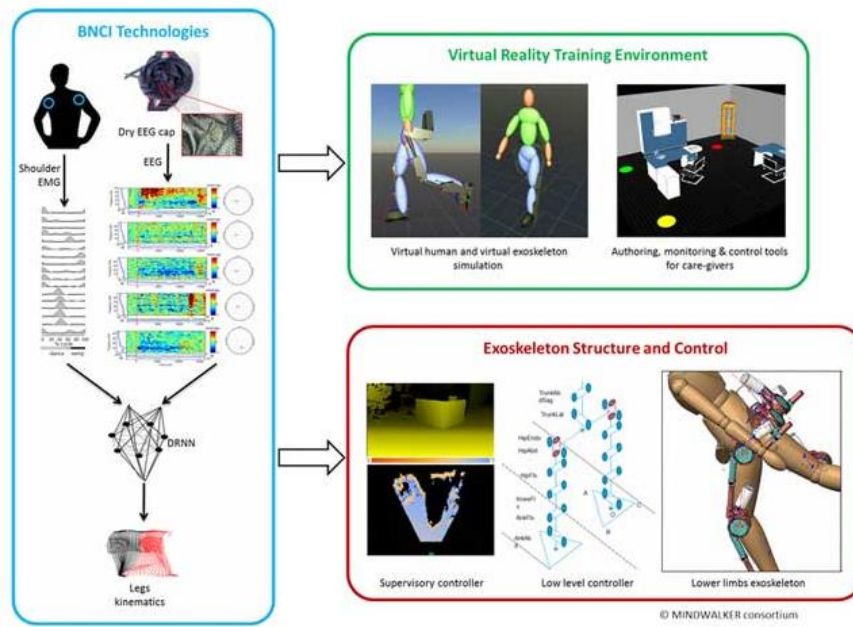 BNCI Technologies
Dry EEG cap
Shoulder
EMG
EEG
DRNN
Legs
kinematics
Virtual Reality Training Environment
Virtual human and virtual exoskeleton
simulation
Authoring, monitoring & control tools
for care-givers
Exoskeleton Structure and Control
TrunkLat
HipEndo
HipAbd
Supervisory controller
Low level controller
Lower limbs exoskeleton
© MINDWALKER consortium